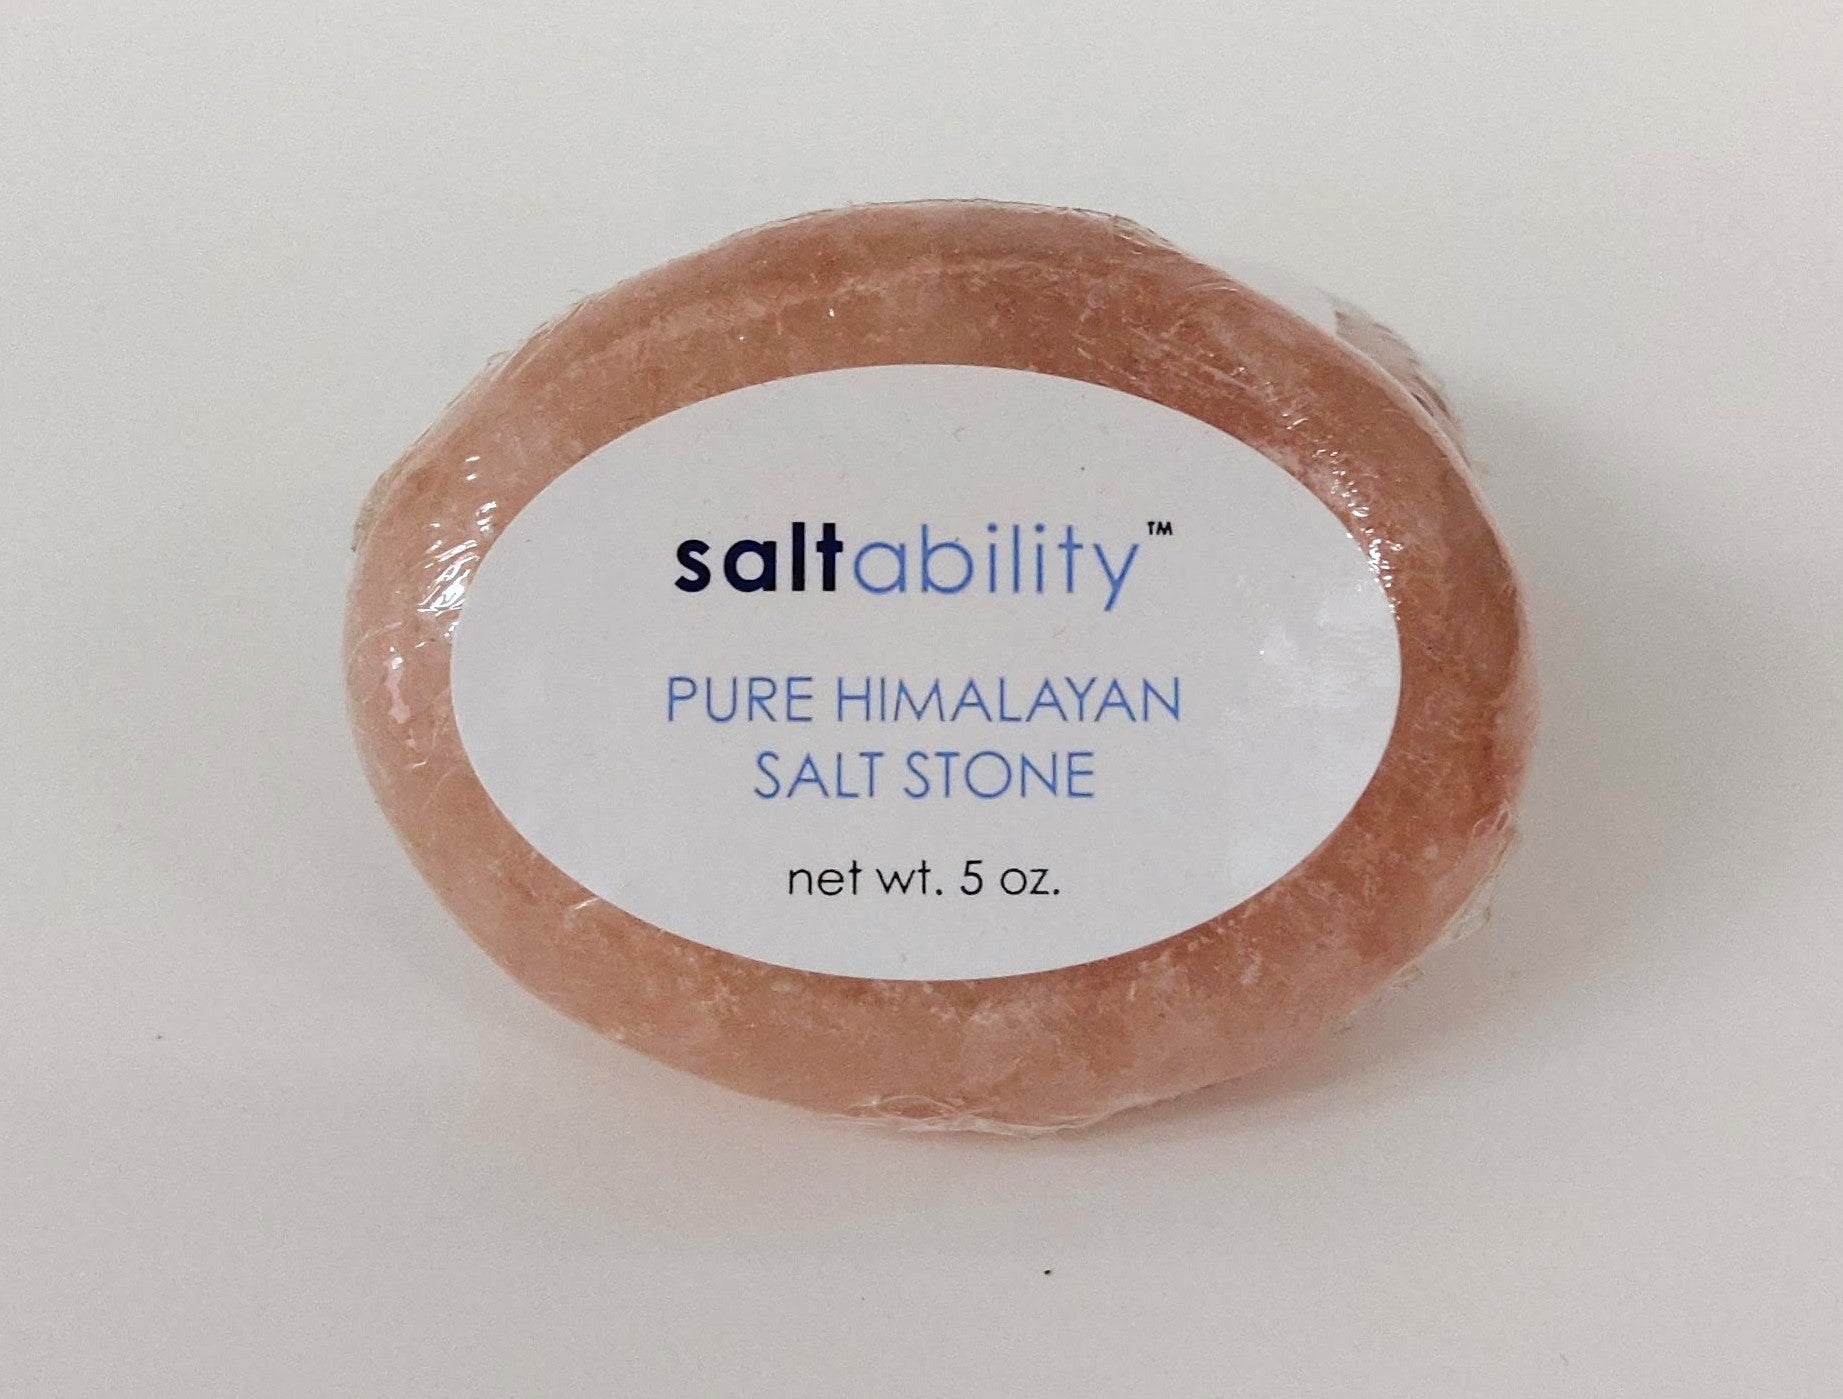 saltability™
PURE HIMALAYAN
SALT STONE
net wt. 5 oz.